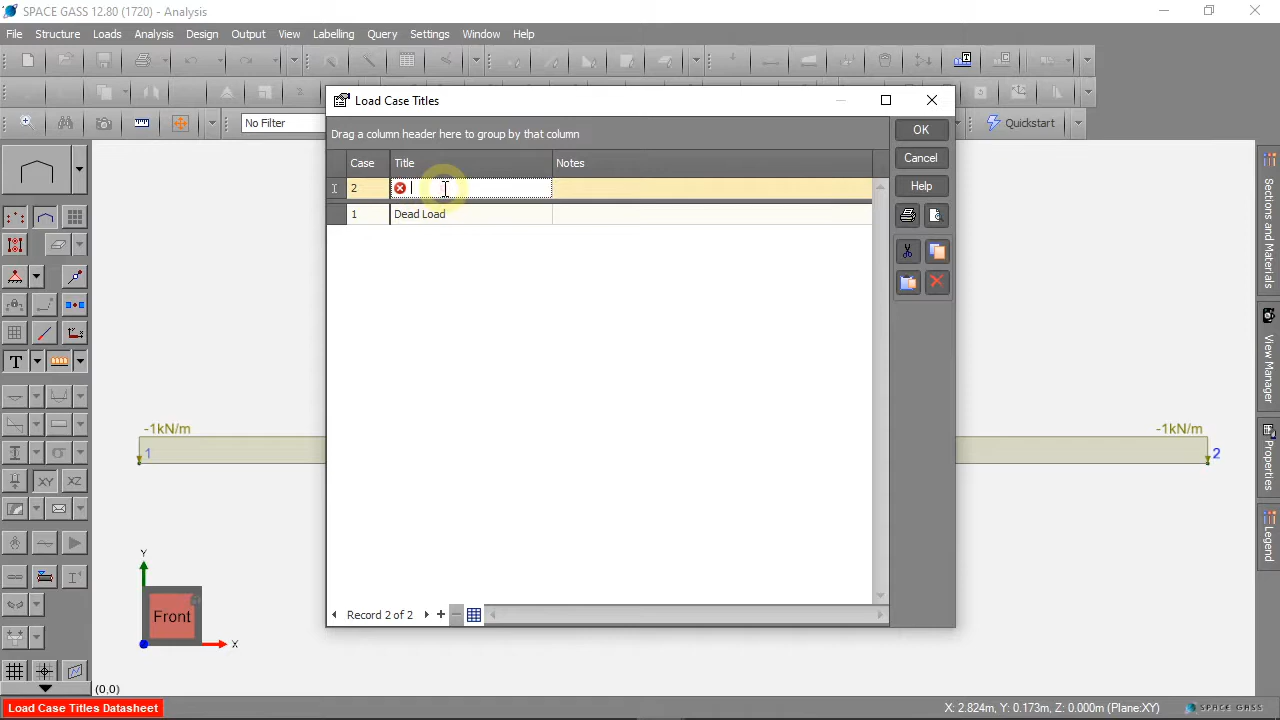 SPACE GASS 12.80 (1720) - Analysis
File Structure Loads Analysis Design Output View Labelling Query Settings Window Help
No Filter
Quickstart
Load Case Titles
Drag a column header here to group by that column
Case Title Notes
2
1 Dead Load
OK
Cancel
Help
Record 2 of 2
-1kN/m
1
-1kN/m
2
T
XY
XZ
Y
Front
X
(0,0)
Sections and Materials
View Manager
Properties
Legend
Load Case Titles Datasheet
X: 2.824m, Y: 0.173m, Z: 0.000m (Plane:XY)
SPACE GASS